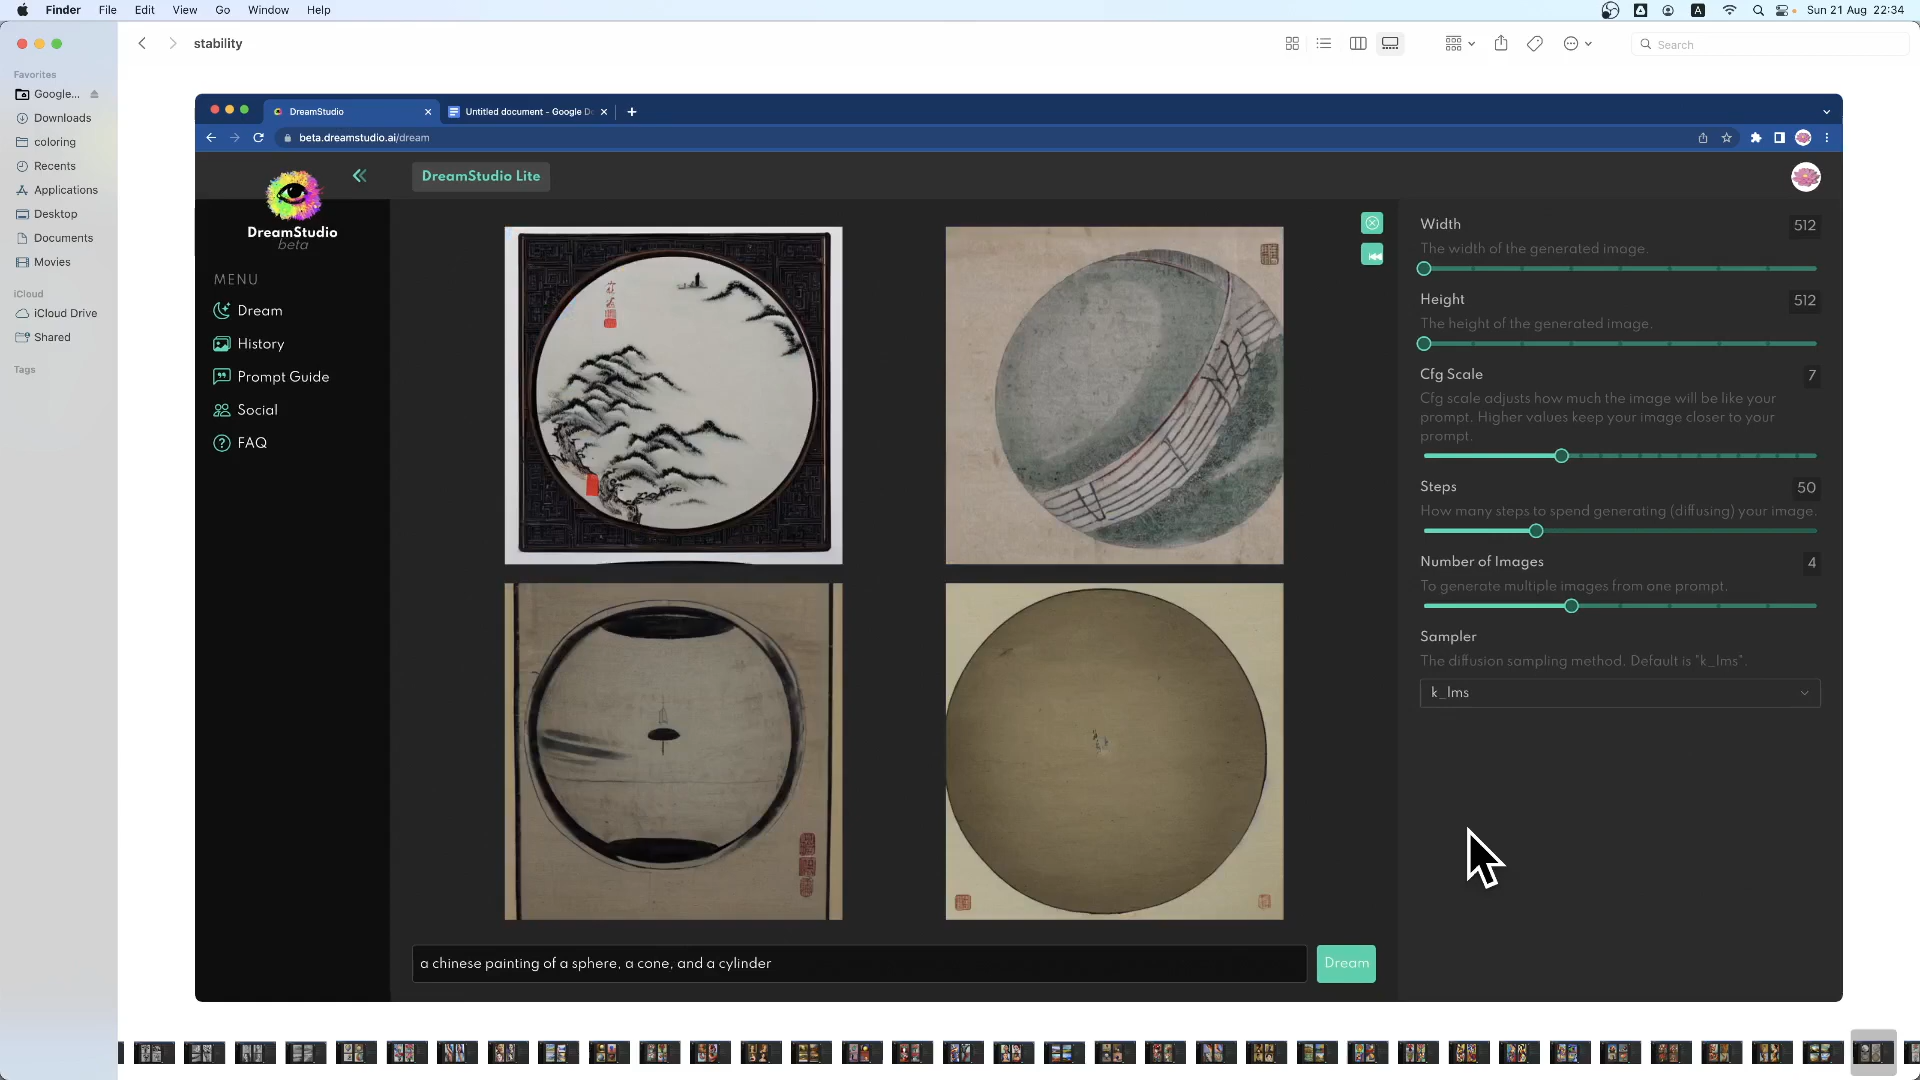 Finder File Edit View Go Window Help
A
Sun 21 Aug 22:34
stability
Search
Favorites
Google...
Downloads
coloring
Recents
Applications
Desktop
Documents
Movies
iCloud
iCloud Drive
Shared
Tags
DreamStudio
Untitled document - Google D
beta.dreamstudio.ai/dream
DreamStudio
beta
DreamStudio Lite
MENU
Dream
History
Prompt Guide
Social
FAQ
Width
512
The width of the generated image.
Height
512
The height of the generated image.
Cfg Scale
7
Cfg scale adjusts how much the image will be like your
prompt. Higher values keep your image closer to your
prompt.
Steps
50
How many steps to spend generating (diffusing) your image.
Number of Images
4
To generate multiple images from one prompt.
Sampler
The diffusion sampling method. Default is "k_lms".
k_lms
a chinese painting of a sphere, a cone, and a cylinder
Dream